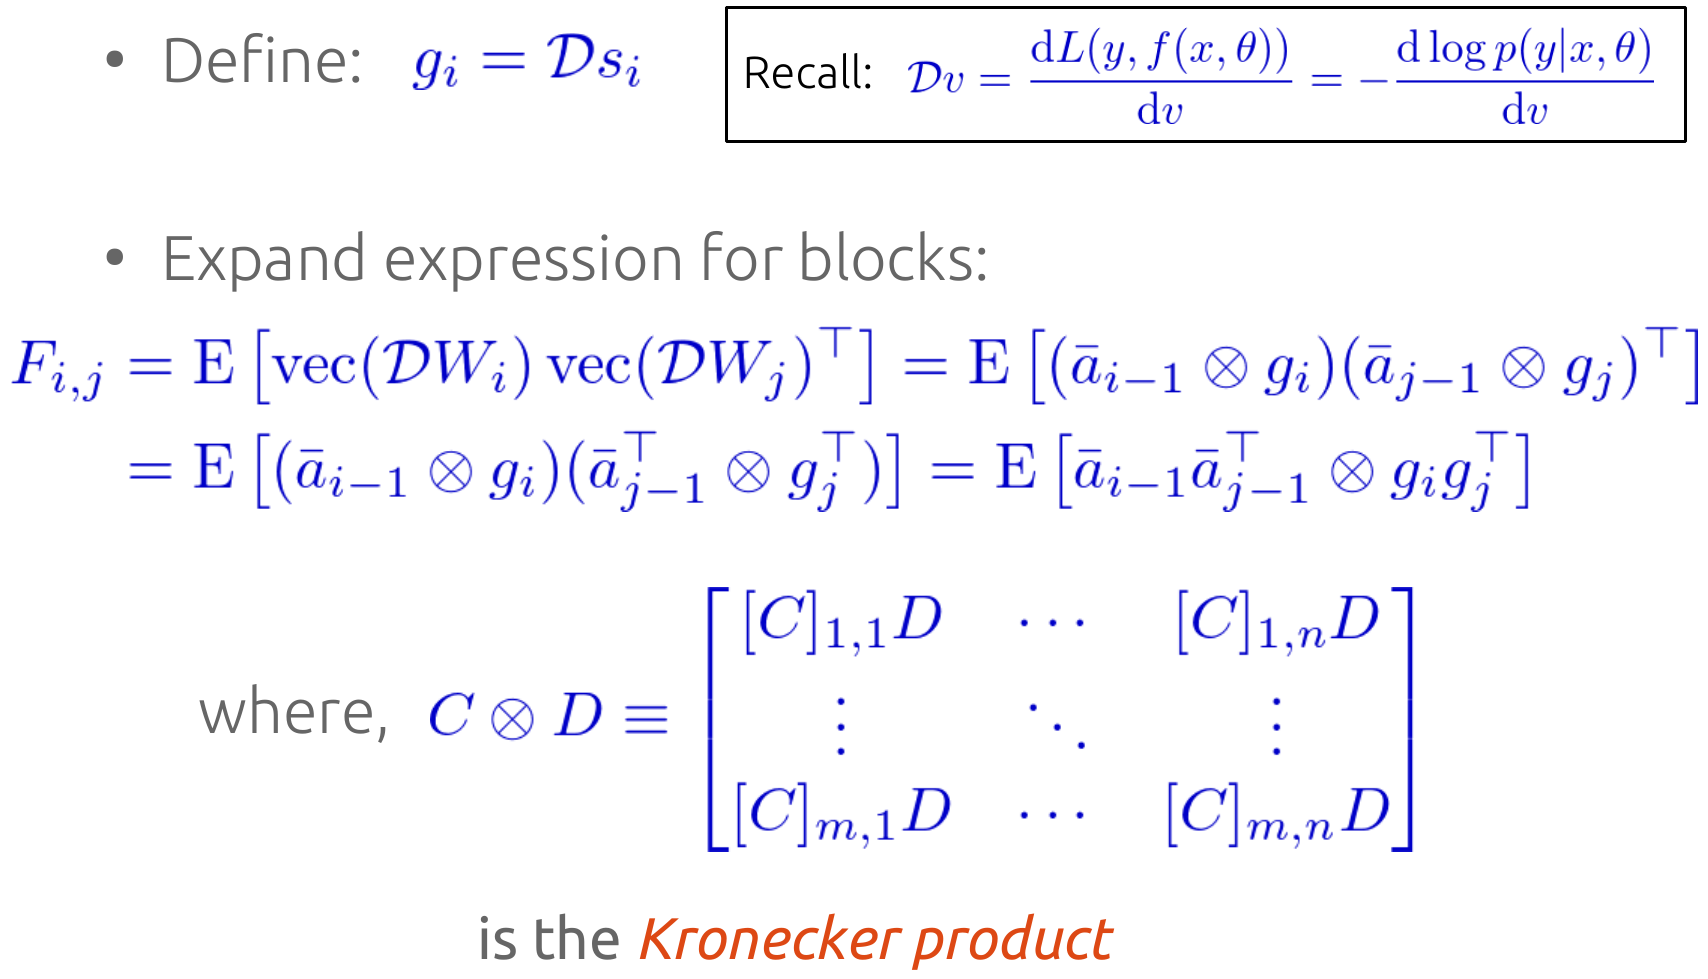 • Define: $g_i = \mathcal{D}s_i$
Recall: $\mathcal{D}v = \frac{\mathrm{d}L(y, f(x,\theta))}{\mathrm{d}v} = -\frac{\mathrm{d}\log p(y|x,\theta)}{\mathrm{d}v}$
• Expand expression for blocks:
$F_{i,j} = \mathrm{E}\left[\mathrm{vec}(\mathcal{D}W_i)\,\mathrm{vec}(\mathcal{D}W_j)^\top\right] = \mathrm{E}\left[(\bar{a}_{i-1} \otimes g_i)(\bar{a}_{j-1} \otimes g_j)^\top\right]$
$= \mathrm{E}\left[(\bar{a}_{i-1} \otimes g_i)(\bar{a}_{j-1}^\top \otimes g_j^\top)\right] = \mathrm{E}\left[\bar{a}_{i-1}\bar{a}_{j-1}^\top \otimes g_i g_j^\top\right]$
where, $C \otimes D \equiv \begin{bmatrix} [C]_{1,1}D & \cdots & [C]_{1,n}D \\ \vdots & \ddots & \vdots \\ [C]_{m,1}D & \cdots & [C]_{m,n}D \end{bmatrix}$
is the Kronecker product